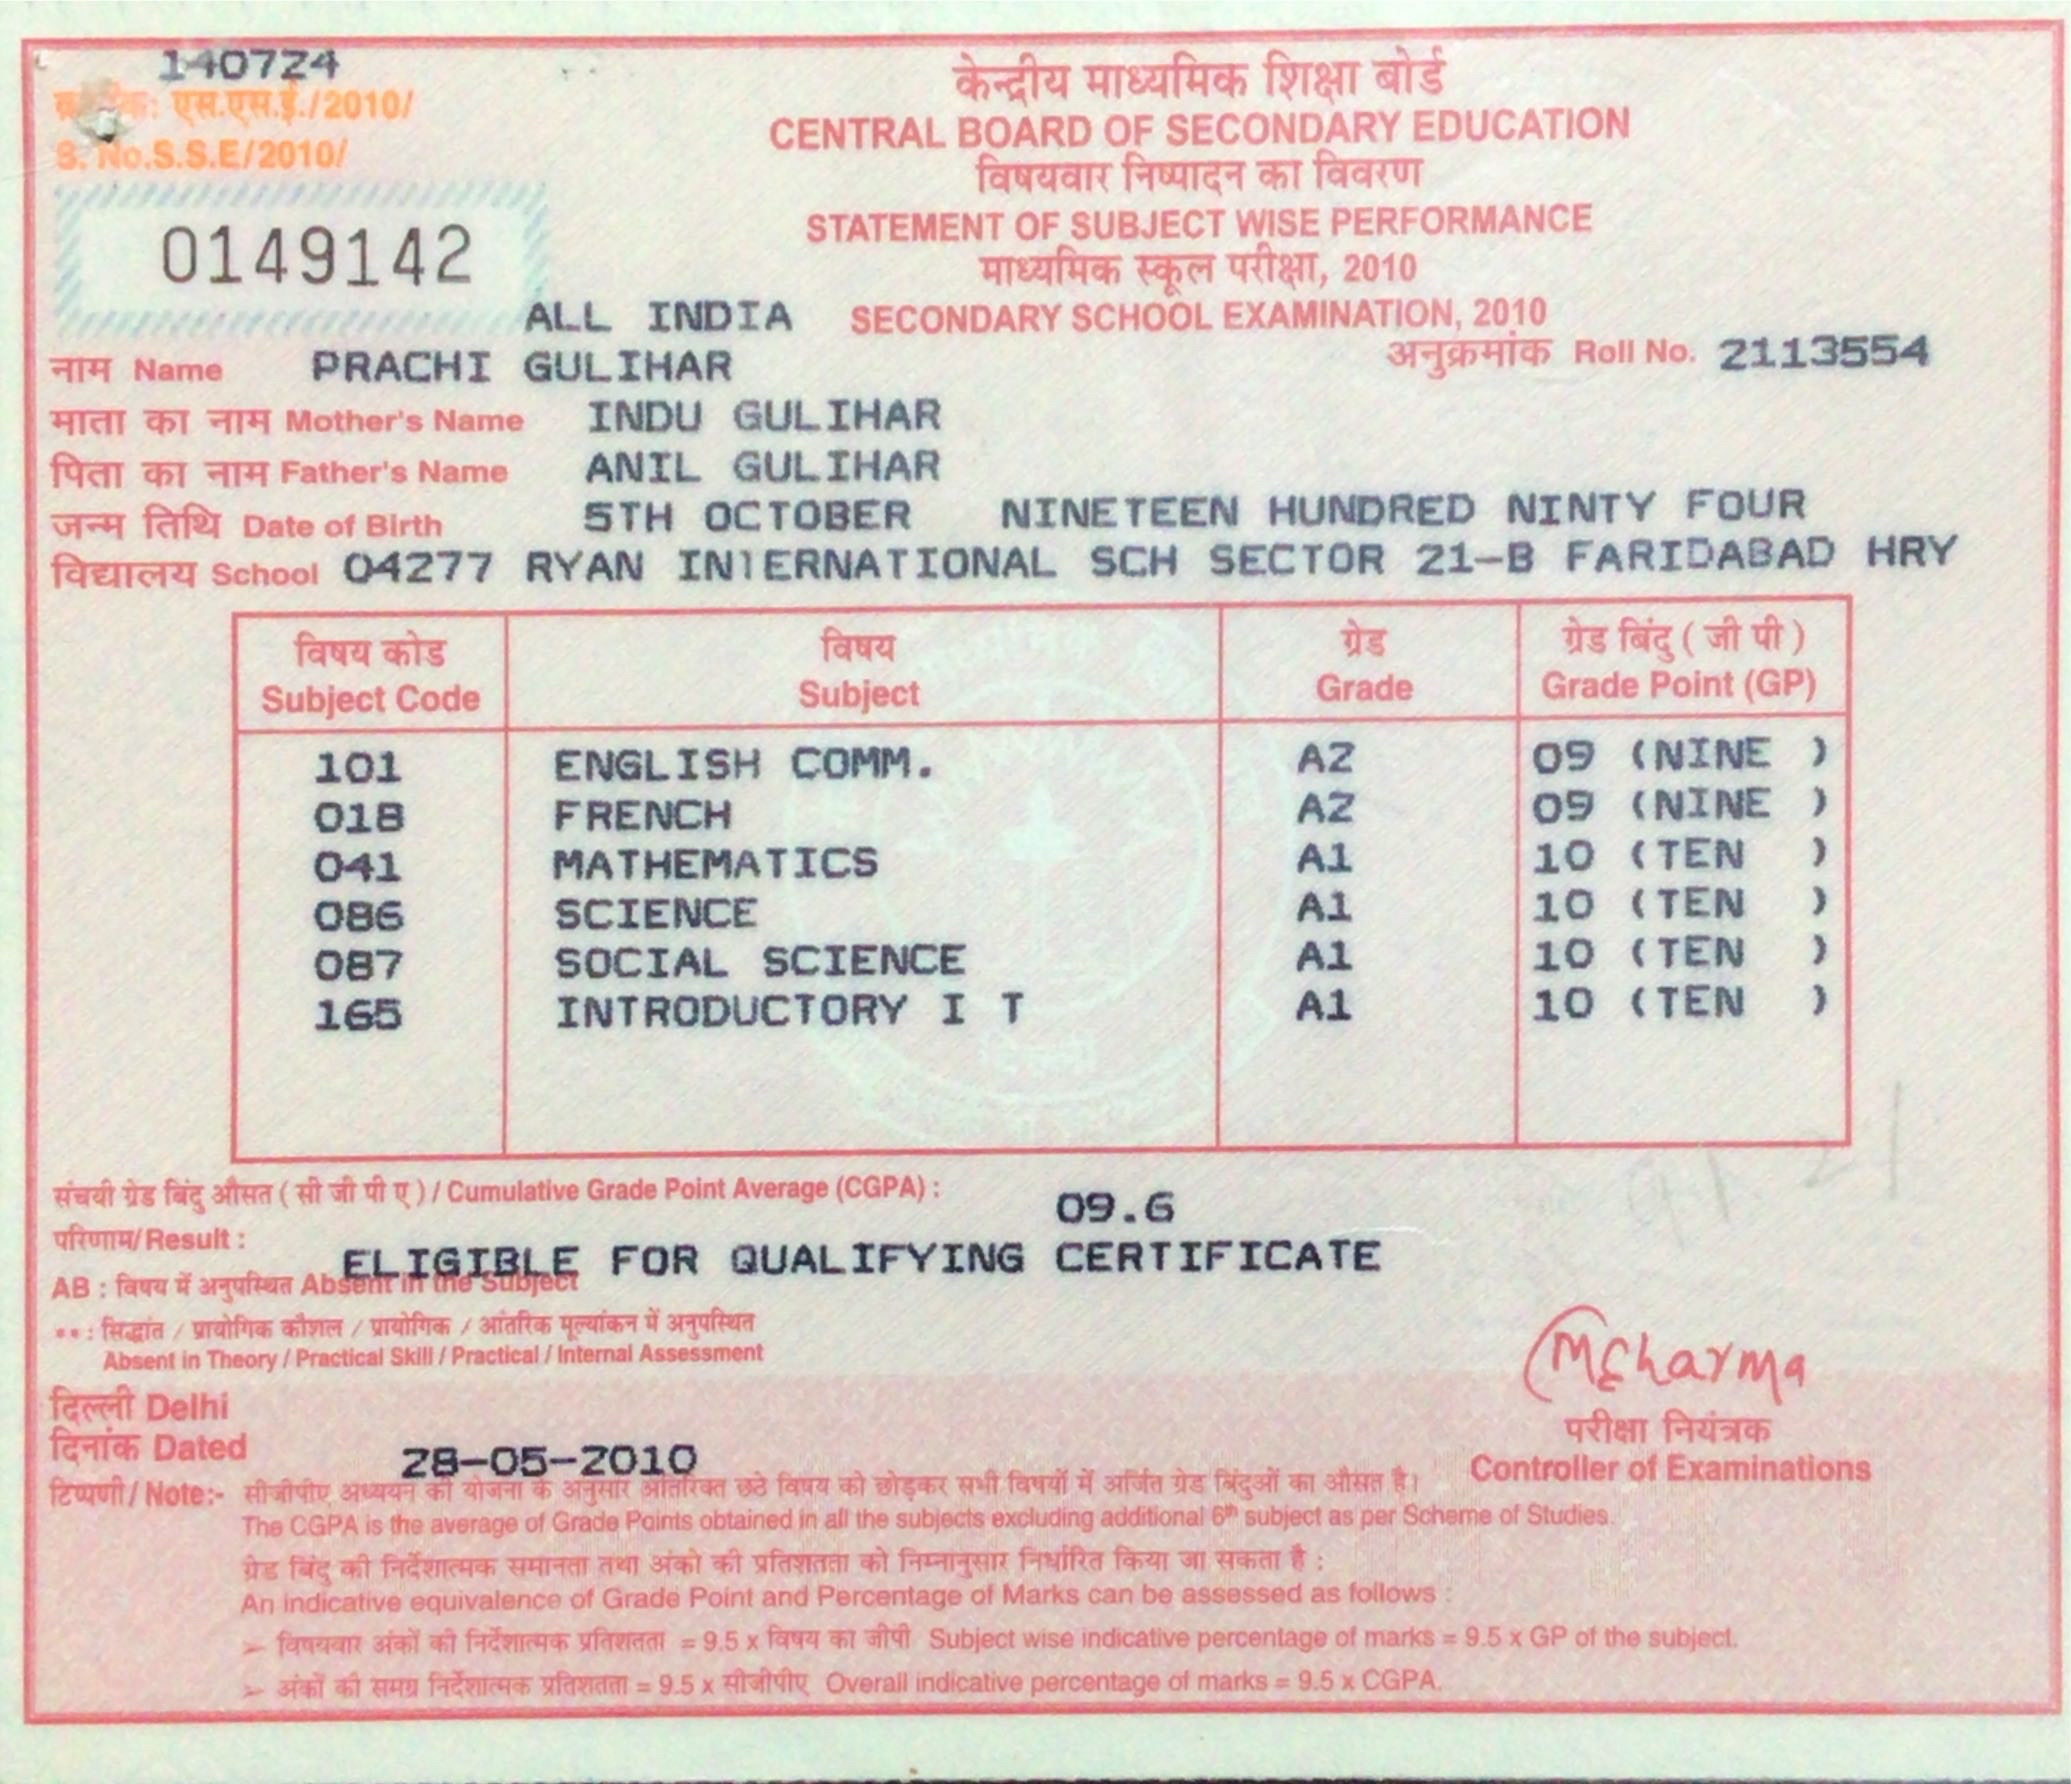 140724
एस.एस.ई./2010/
S. No.S.S.E/2010/
0149142
केन्द्रीय माध्यमिक शिक्षा बोर्ड
CENTRAL BOARD OF SECONDARY EDUCATION
विषयवार निष्पादन का विवरण
STATEMENT OF SUBJECT WISE PERFORMANCE
माध्यमिक स्कूल परीक्षा, 2010
ALL INDIA SECONDARY SCHOOL EXAMINATION, 2010
नाम Name PRACHI GULIHAR अनुक्रमांक Roll No. 2113554
माता का नाम Mother's Name INDU GULIHAR
पिता का नाम Father's Name ANIL GULIHAR
जन्म तिथि Date of Birth 5TH OCTOBER NINETEEN HUNDRED NINTY FOUR
विद्यालय School 04277 RYAN INTERNATIONAL SCH SECTOR 21-B FARIDABAD HRY
विषय कोड विषय ग्रेड ग्रेड बिंदु ( जी पी )
Subject Code Subject Grade Grade Point (GP)
101 ENGLISH COMM. A2 09 (NINE )
018 FRENCH A2 09 (NINE )
041 MATHEMATICS A1 10 (TEN )
086 SCIENCE A1 10 (TEN )
087 SOCIAL SCIENCE A1 10 (TEN )
165 INTRODUCTORY I T A1 10 (TEN )
संचयी ग्रेड बिंदु औसत ( सी जी पी ए ) / Cumulative Grade Point Average (CGPA) : 09.6
परिणाम/Result : ELIGIBLE FOR QUALIFYING CERTIFICATE
AB : विषय में अनुपस्थित Absent in the Subject
** : सिद्धांत / प्रायोगिक कौशल / प्रायोगिक / आंतरिक मूल्यांकन में अनुपस्थित
Absent in Theory / Practical Skill / Practical / Internal Assessment
MSharma
दिल्ली Delhi
परीक्षा नियंत्रक
दिनांक Dated 28-05-2010
Controller of Examinations
टिप्पणी / Note:- सीजीपीए अध्ययन की योजना के अनुसार अतिरिक्त छठे विषय को छोड़कर सभी विषयों में अर्जित ग्रेड बिंदुओं का औसत है।
The CGPA is the average of Grade Points obtained in all the subjects excluding additional 6th subject as per Scheme of Studies.
ग्रेड बिंदु की निर्देशात्मक समानता तथा अंको की प्रतिशतता को निम्नानुसार निर्धारित किया जा सकता है :
An indicative equivalence of Grade Point and Percentage of Marks can be assessed as follows :
➢ विषयवार अंकों की निर्देशात्मक प्रतिशतता = 9.5 x विषय का जीपी Subject wise indicative percentage of marks = 9.5 x GP of the subject.
➢ अंकों की समग्र निर्देशात्मक प्रतिशतता = 9.5 x सीजीपीए Overall indicative percentage of marks = 9.5 x CGPA.